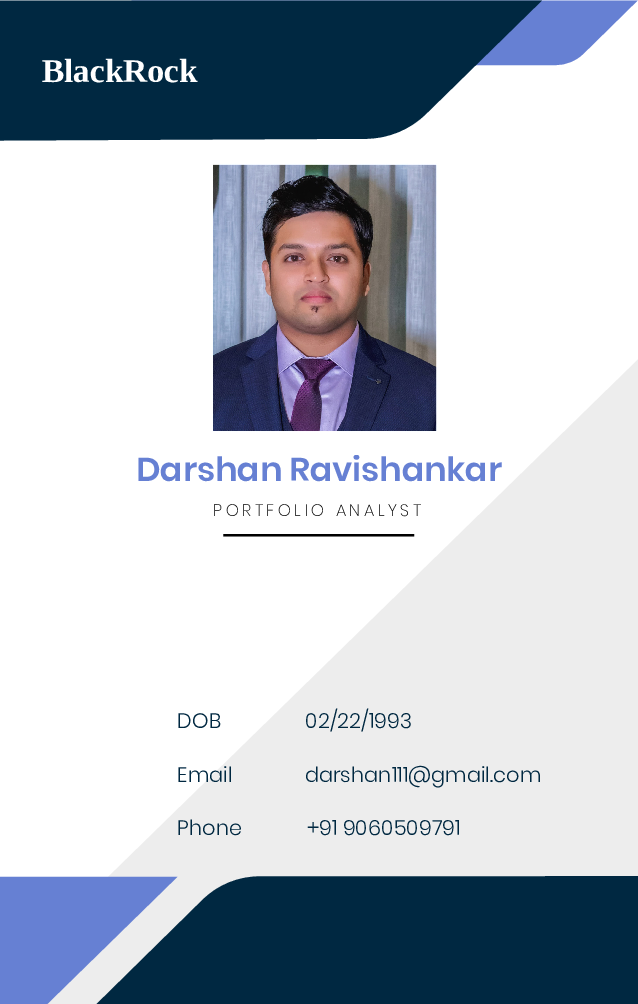 BlackRock
Darshan Ravishankar
PORTFOLIO ANALYST
DOB 02/22/1993
Email darshan111@gmail.com
Phone +91 9060509791